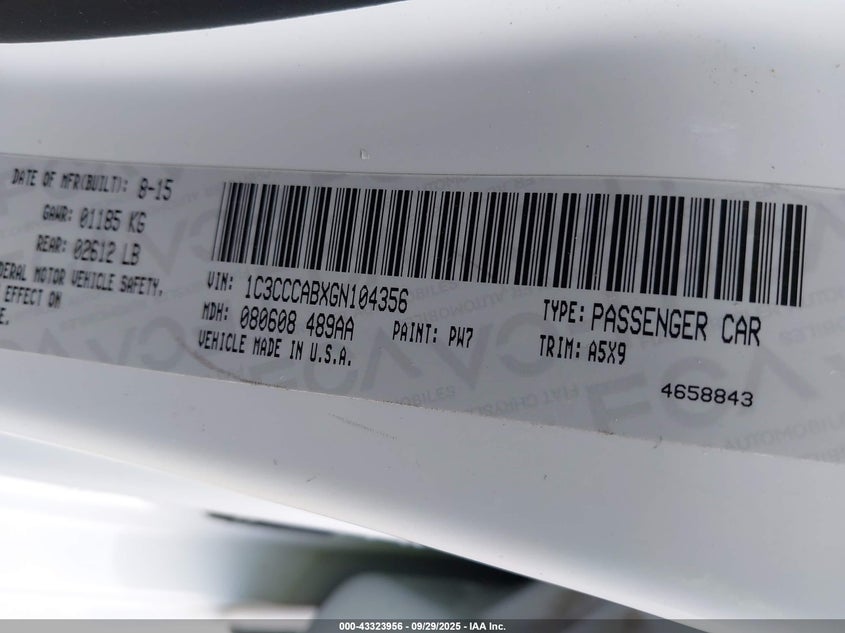 DATE OF MFR(BUILT): 8-15
GAWR: 01185 KG
REAR: 02612 LB
DERAL MOTOR VEHICLE SAFETY,
EFFECT ON
E.
VIN: 1C3CCCABXGN104356
MDH: 080608 489AA
PAINT: PW7
VEHICLE MADE IN U.S.A.
TYPE: PASSENGER CAR
TRIM: A5X9
4658843
000-43323956 - 09/29/2025 - IAA Inc.